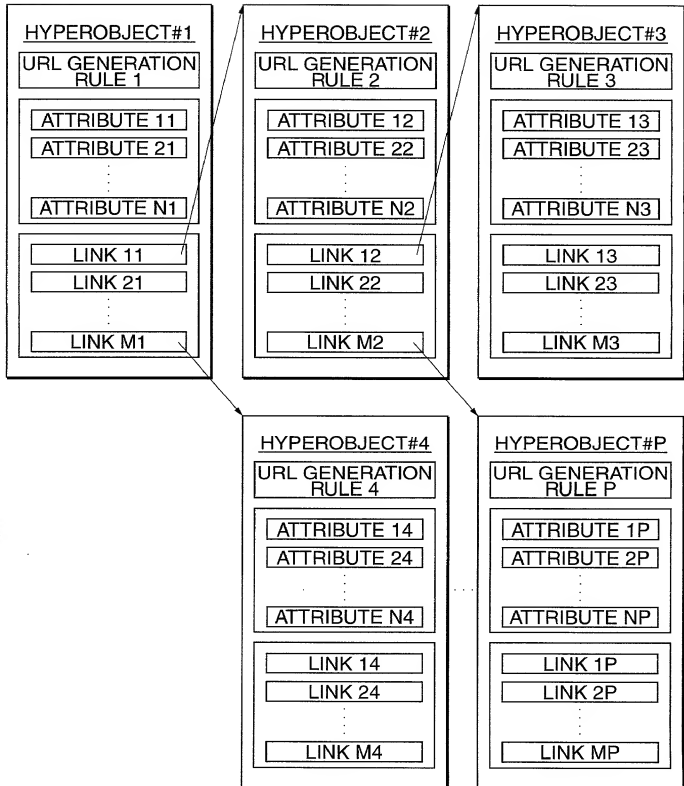 HYPEROBJECT#1
URL GENERATION
RULE 1
ATTRIBUTE 11
ATTRIBUTE 21
ATTRIBUTE N1
LINK 11
LINK 21
LINK M1
HYPEROBJECT#2
URL GENERATION
RULE 2
ATTRIBUTE 12
ATTRIBUTE 22
ATTRIBUTE N2
LINK 12
LINK 22
LINK M2
HYPEROBJECT#3
URL GENERATION
RULE 3
ATTRIBUTE 13
ATTRIBUTE 23
ATTRIBUTE N3
LINK 13
LINK 23
LINK M3
HYPEROBJECT#4
URL GENERATION
RULE 4
ATTRIBUTE 14
ATTRIBUTE 24
ATTRIBUTE N4
LINK 14
LINK 24
LINK M4
HYPEROBJECT#P
URL GENERATION
RULE P
ATTRIBUTE 1P
ATTRIBUTE 2P
ATTRIBUTE NP
LINK 1P
LINK 2P
LINK MP